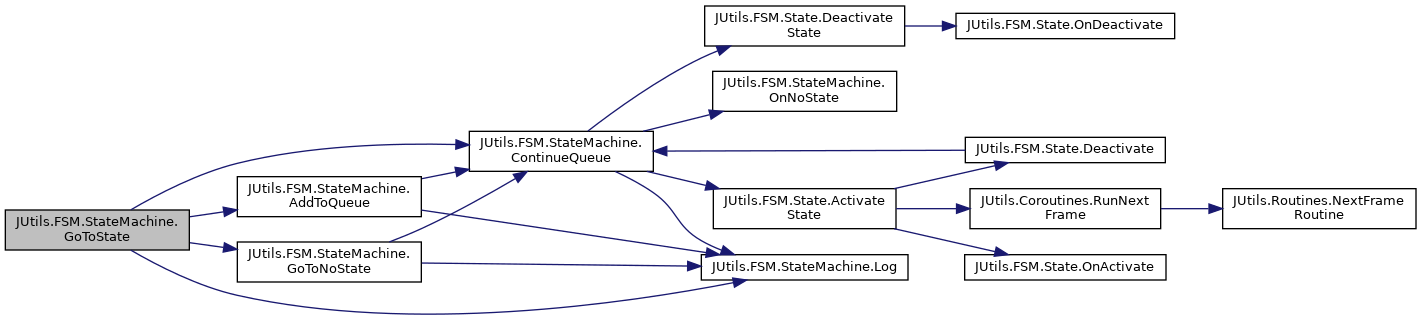 JUtils.FSM.StateMachine.
GoToState
JUtils.FSM.StateMachine.
AddToQueue
JUtils.FSM.StateMachine.
GoToNoState
JUtils.FSM.StateMachine.
ContinueQueue
JUtils.FSM.State.Deactivate
State
JUtils.FSM.StateMachine.
OnNoState
JUtils.FSM.State.Activate
State
JUtils.FSM.StateMachine.Log
JUtils.FSM.State.OnDeactivate
JUtils.FSM.State.Deactivate
JUtils.Coroutines.RunNext
Frame
JUtils.FSM.State.OnActivate
JUtils.Routines.NextFrame
Routine